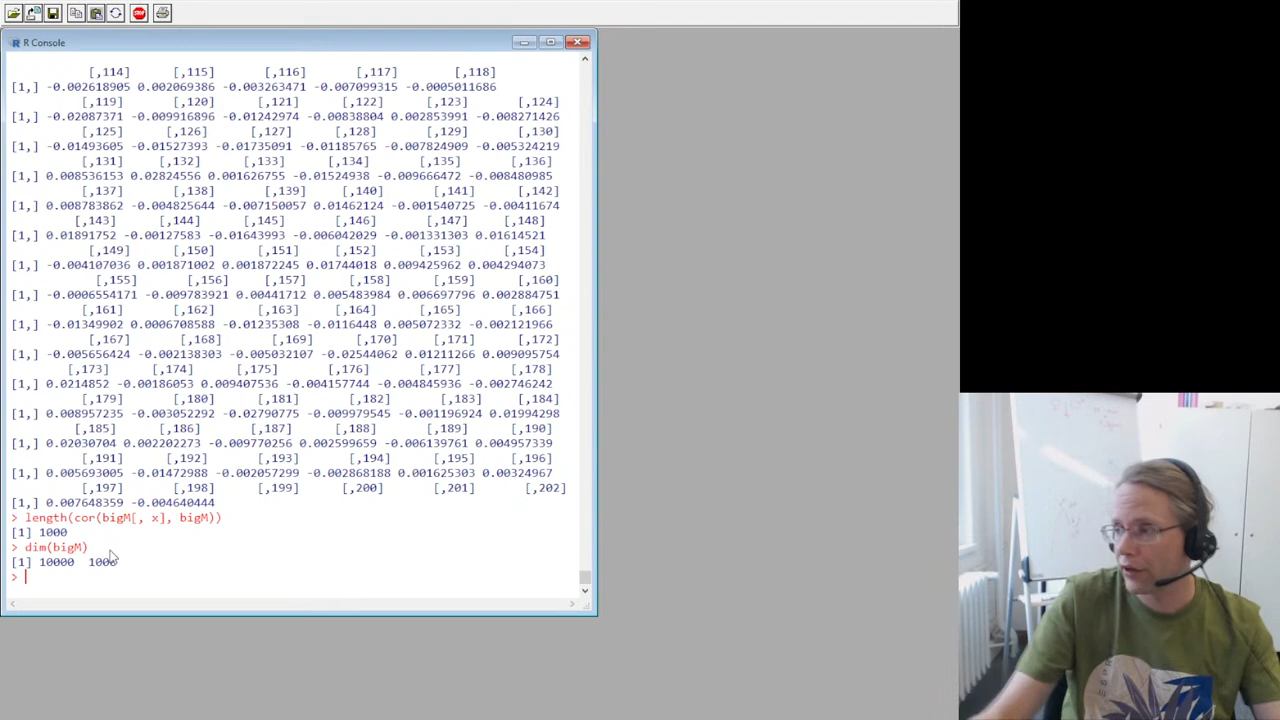 R Console
[,114] [,115] [,116] [,117] [,118]
[1,] -0.002618905 0.002069386 -0.003263471 -0.007099315 -0.0005011686
[,119] [,120] [,121] [,122] [,123] [,124]
[1,] -0.02087371 -0.009916896 -0.01242974 -0.00838804 0.002853991 -0.008271426
[,125] [,126] [,127] [,128] [,129] [,130]
[1,] -0.01493605 -0.01527393 -0.01735091 -0.01185765 -0.007824909 -0.005324219
[,131] [,132] [,133] [,134] [,135] [,136]
[1,] 0.008536153 0.02824556 0.001626755 -0.01524938 -0.009666472 -0.008480985
[,137] [,138] [,139] [,140] [,141] [,142]
[1,] 0.008783862 -0.004825644 -0.007150057 0.01462124 -0.001540725 -0.00411674
[,143] [,144] [,145] [,146] [,147] [,148]
[1,] 0.01891752 -0.00127583 -0.01643993 -0.006042029 -0.001331303 0.01614521
[,149] [,150] [,151] [,152] [,153] [,154]
[1,] -0.004107036 0.001871002 0.001872245 0.01744018 0.009425962 0.004294073
[,155] [,156] [,157] [,158] [,159] [,160]
[1,] -0.0006554171 -0.009783921 0.00441712 0.005483984 0.006697796 0.002884751
[,161] [,162] [,163] [,164] [,165] [,166]
[1,] -0.01349902 0.0006708588 -0.01235308 -0.0116448 0.005072332 -0.002121966
[,167] [,168] [,169] [,170] [,171] [,172]
[1,] -0.005656424 -0.002138303 -0.005032107 -0.02544062 0.01211266 0.009095754
[,173] [,174] [,175] [,176] [,177] [,178]
[1,] 0.0214852 -0.00186053 0.009407536 -0.004157744 -0.004845936 -0.002746242
[,179] [,180] [,181] [,182] [,183] [,184]
[1,] 0.008957235 -0.003052292 -0.02790775 -0.009979545 -0.001196924 0.01994298
[,185] [,186] [,187] [,188] [,189] [,190]
[1,] 0.02030704 0.002202273 -0.009770256 0.002599659 -0.006139761 0.004957339
[,191] [,192] [,193] [,194] [,195] [,196]
[1,] 0.005693005 -0.01472988 -0.002057299 -0.002868188 0.001625303 0.00324967
[,197] [,198] [,199] [,200] [,201] [,202]
[1,] 0.007648359 -0.004640444
> length(cor(bigM[, x], bigM))
[1] 1000
> dim(bigM)
[1] 10000 1000
>